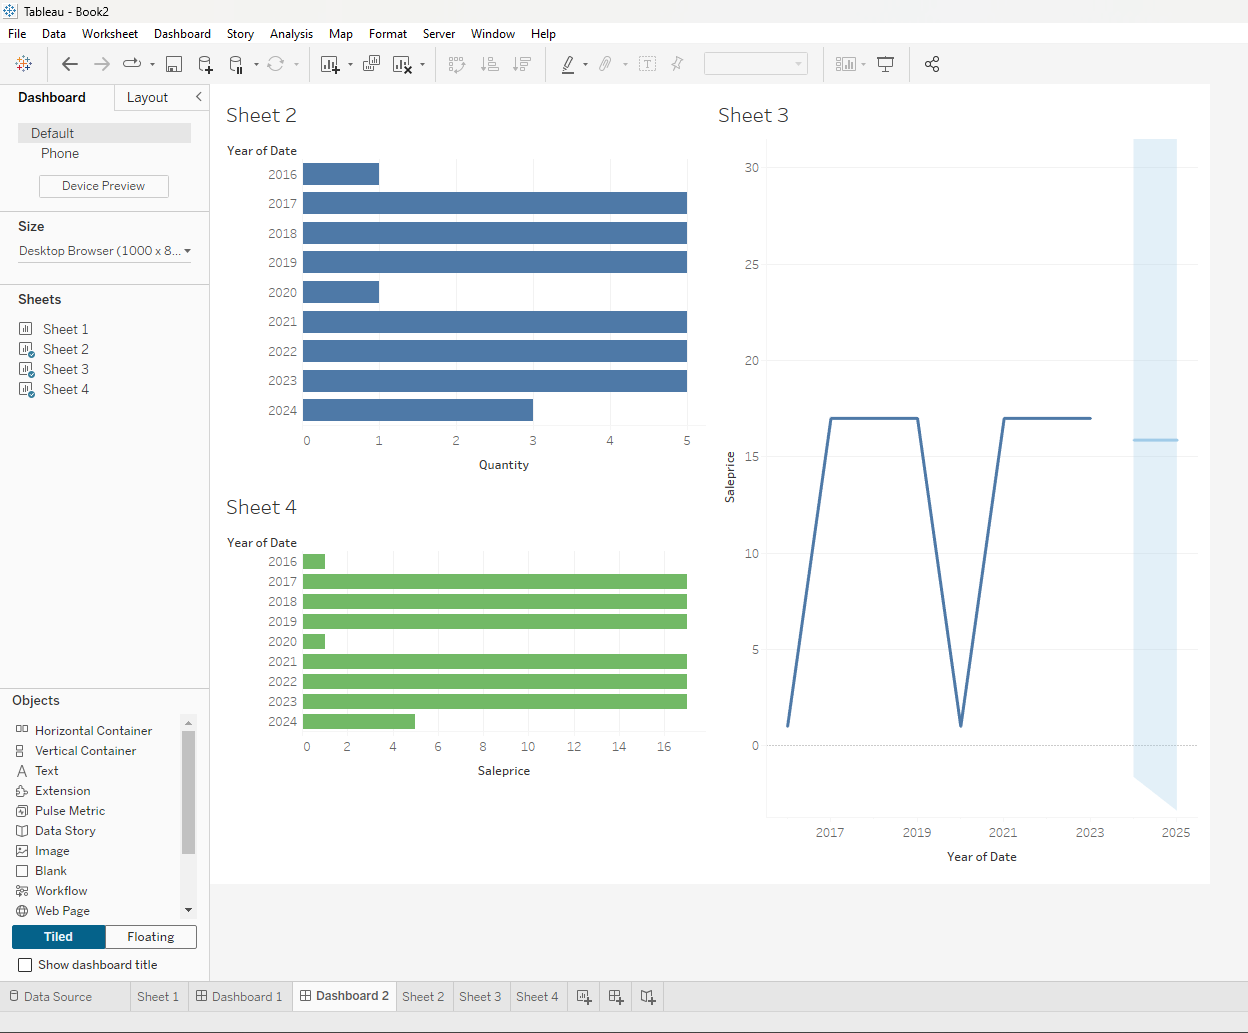 Tableau - Book2
File Data Worksheet Dashboard Story Analysis Map Format Server Window Help
Dashboard Layout
Default
Phone
Device Preview
Size
Desktop Browser (1000 x 8...
Sheets
Sheet 1
Sheet 2
Sheet 3
Sheet 4
Objects
Horizontal Container
Vertical Container
Text
Extension
Pulse Metric
Data Story
Image
Blank
Workflow
Web Page
Tiled Floating
Show dashboard title
Sheet 2
Year of Date
2016
2017
2018
2019
2020
2021
2022
2023
2024
0 1 2 3 4 5
Quantity
Sheet 4
Year of Date
2016
2017
2018
2019
2020
2021
2022
2023
2024
0 2 4 6 8 10 12 14 16
Saleprice
Sheet 3
30
25
20
15
10
5
0
Saleprice
2017 2019 2021 2023 2025
Year of Date
Data Source Sheet 1 Dashboard 1 Dashboard 2 Sheet 2 Sheet 3 Sheet 4